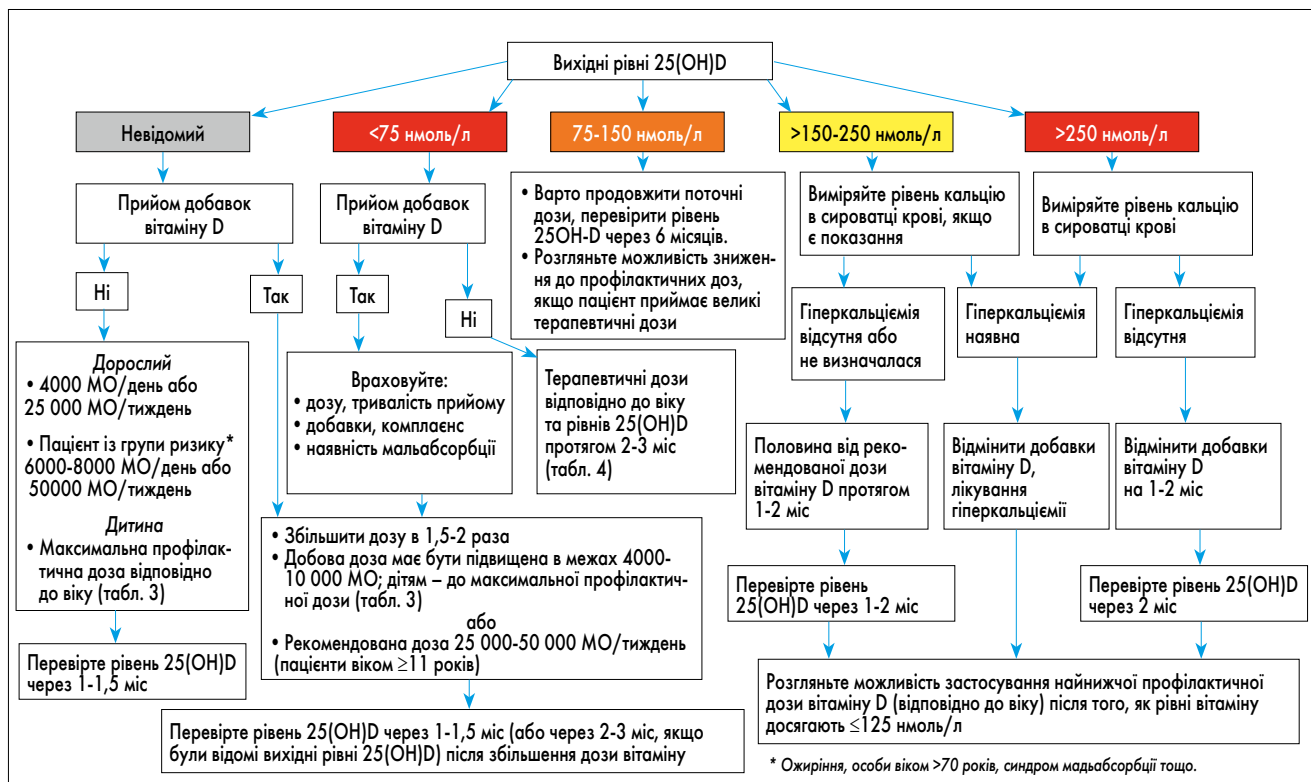 Вихідні рівні 25(OH)D
Невідомий
<75 нмоль/л
75-150 нмоль/л
>150-250 нмоль/л
>250 нмоль/л
Прийом добавок
вітаміну D
Прийом добавок
вітаміну D
• Варто продовжити поточні
дози, перевірити рівень
25OH-D через 6 місяців.
• Розгляньте можливість знижен-
ня до профілактичних доз,
якщо пацієнт приймає великі
терапевтичні дози
Виміряйте рівень кальцію
в сироватці крові, якщо
є показання
Виміряйте рівень кальцію
в сироватці крові
Ні
Так
Так
Ні
Гіперкальціємія
відсутня або
не визначалася
Гіперкальціємія
наявна
Гіперкальціємія
відсутня
Дорослий
• 4000 МО/день або
25 000 МО/тиждень
• Пацієнт із групи ризику*
6000-8000 МО/день або
50000 МО/тиждень
Дитина
• Максимальна профілак-
тична доза відповідно
до віку (табл. 3)
Враховуйте:
• дозу, тривалість прийому
• добавки, комплаєнс
• наявність мальабсорбції
Терапевтичні дози
відповідно до віку
та рівнів 25(OH)D
протягом 2-3 міс
(табл. 4)
Половина від реко-
мендованої дози
вітаміну D протягом
1-2 міс
Відмінити добавки
вітаміну D,
лікування
гіперкальціємії
Відмінити добавки
вітаміну D
на 1-2 міс
• Збільшити дозу в 1,5-2 раза
• Добова доза має бути підвищена в межах 4000-
10 000 МО; дітям – до максимальної профілактич-
ної дози (табл. 3)
або
• Рекомендована доза 25 000-50 000 МО/тиждень
(пацієнти віком ≥11 років)
Перевірте рівень
25(OH)D через 1-2 міс
Перевірте рівень 25(OH)D
через 2 міс
Перевірте рівень 25(OH)D
через 1-1,5 міс
Розгляньте можливість застосування найнижчої профілактичної
дози вітаміну D (відповідно до віку) після того, як рівні вітаміну
досягають ≤125 нмоль/л
Перевірте рівень 25(OH)D через 1-1,5 міс (або через 2-3 міс, якщо
були відомі вихідні рівні 25(OH)D) після збільшення дози вітаміну
* Ожиріння, особи віком >70 років, синдром мадьабсорбції тощо.